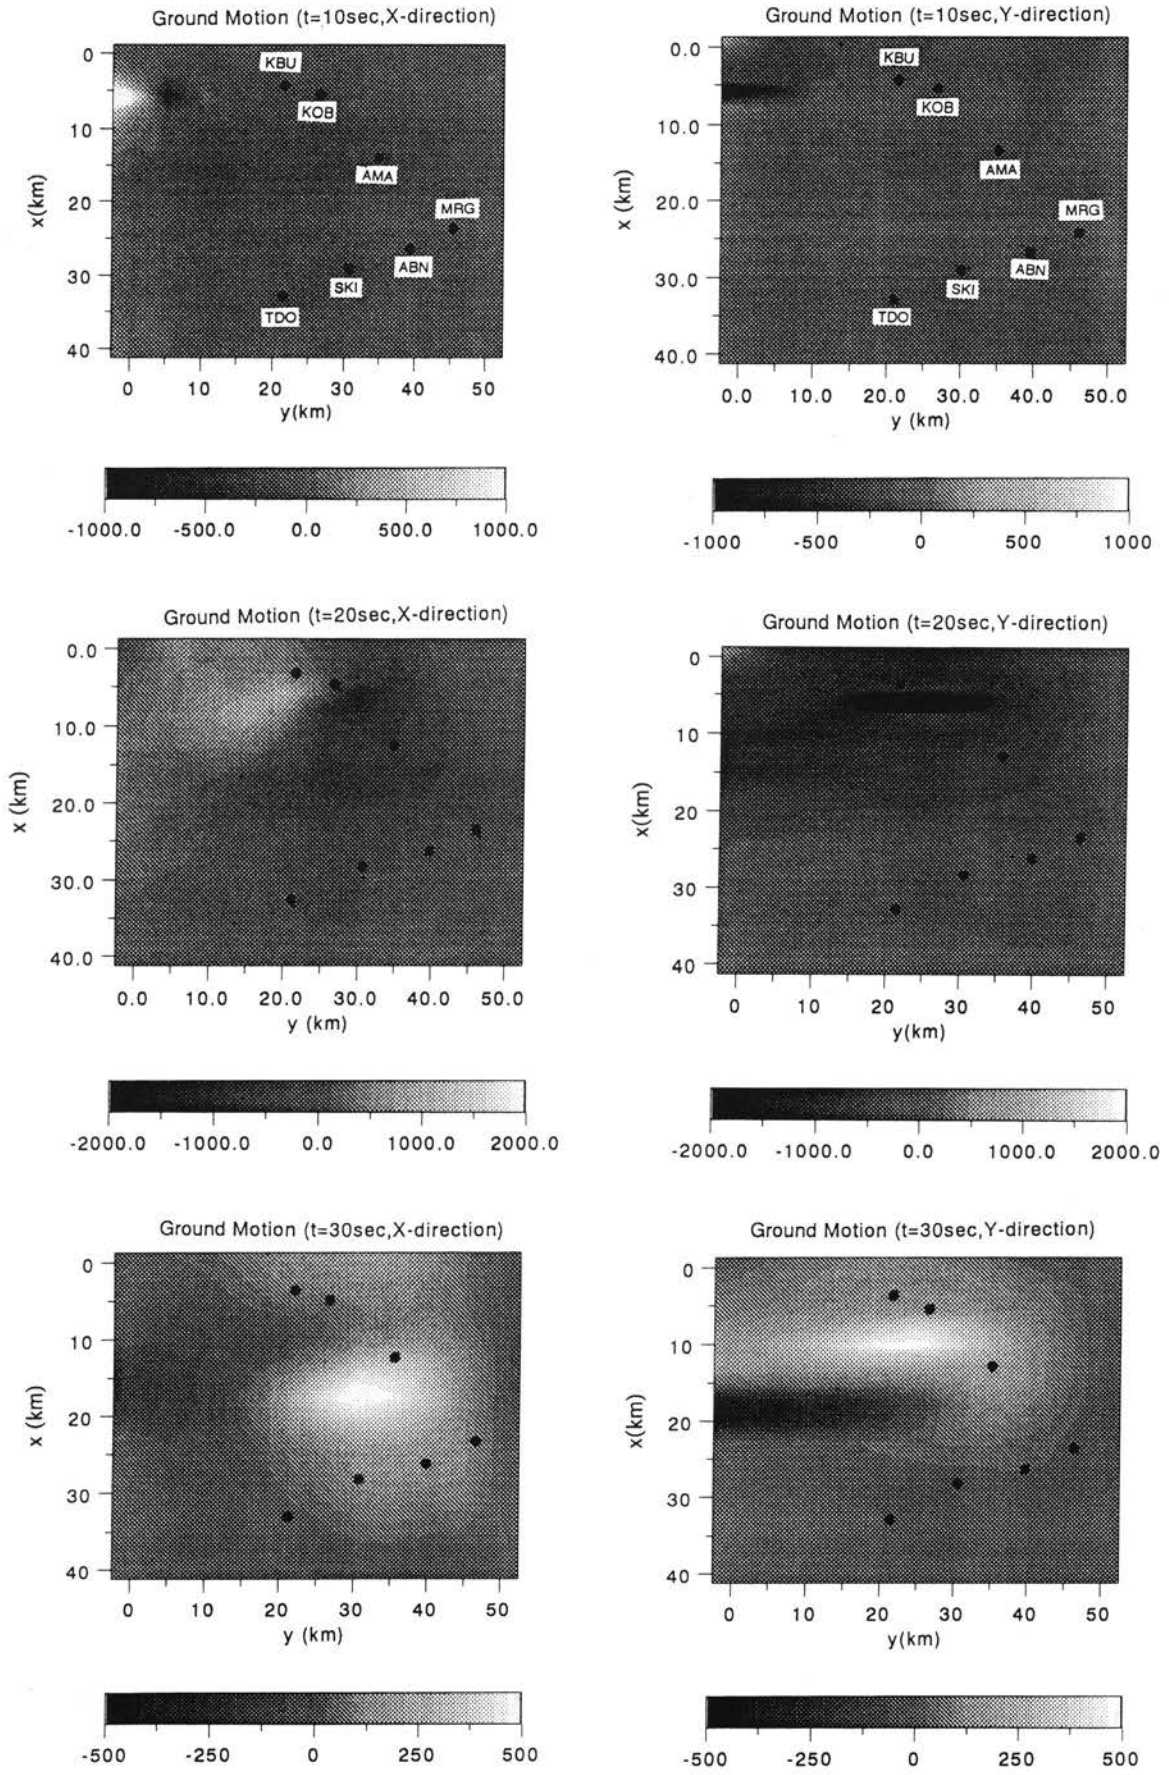 Ground Motion (t=10sec,X-direction)
0
10
20
30
40
x(km)
KBU
KOB
AMA
MRG
ABN
SKI
TDO
0 10 20 30 40 50
y(km)
-1000.0 -500.0 0.0 500.0 1000.0
Ground Motion (t=10sec,Y-direction)
0.0
10.0
20.0
30.0
40.0
x (km)
KBU
KOB
AMA
MRG
ABN
SKI
TDO
0.0 10.0 20.0 30.0 40.0 50.0
y (km)
-1000 -500 0 500 1000
Ground Motion (t=20sec,X-direction)
0.0
10.0
20.0
30.0
40.0
x (km)
0.0 10.0 20.0 30.0 40.0 50.0
y (km)
-2000.0 -1000.0 0.0 1000.0 2000.0
Ground Motion (t=20sec,Y-direction)
0
10
20
30
40
x(km)
0 10 20 30 40 50
y(km)
-2000.0 -1000.0 0.0 1000.0 2000.0
Ground Motion (t=30sec,X-direction)
0
10
20
30
40
x (km)
0 10 20 30 40 50
y (km)
-500 -250 0 250 500
Ground Motion (t=30sec,Y-direction)
0
10
20
30
40
x(km)
0 10 20 30 40 50
y(km)
-500 -250 0 250 500